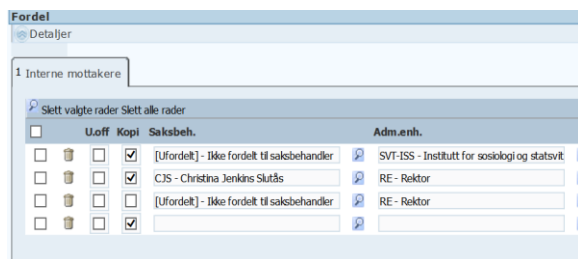 Fordel
Detaljer
1 Interne mottakere
Slett valgte rader Slett alle rader
U.off Kopi Saksbeh. Adm.enh.
[Ufordelt] - Ikke fordelt til saksbehandler SVT-ISS - Institutt for sosiologi og statsvit
CJS - Christina Jenkins Slutås RE - Rektor
[Ufordelt] - Ikke fordelt til saksbehandler RE - Rektor